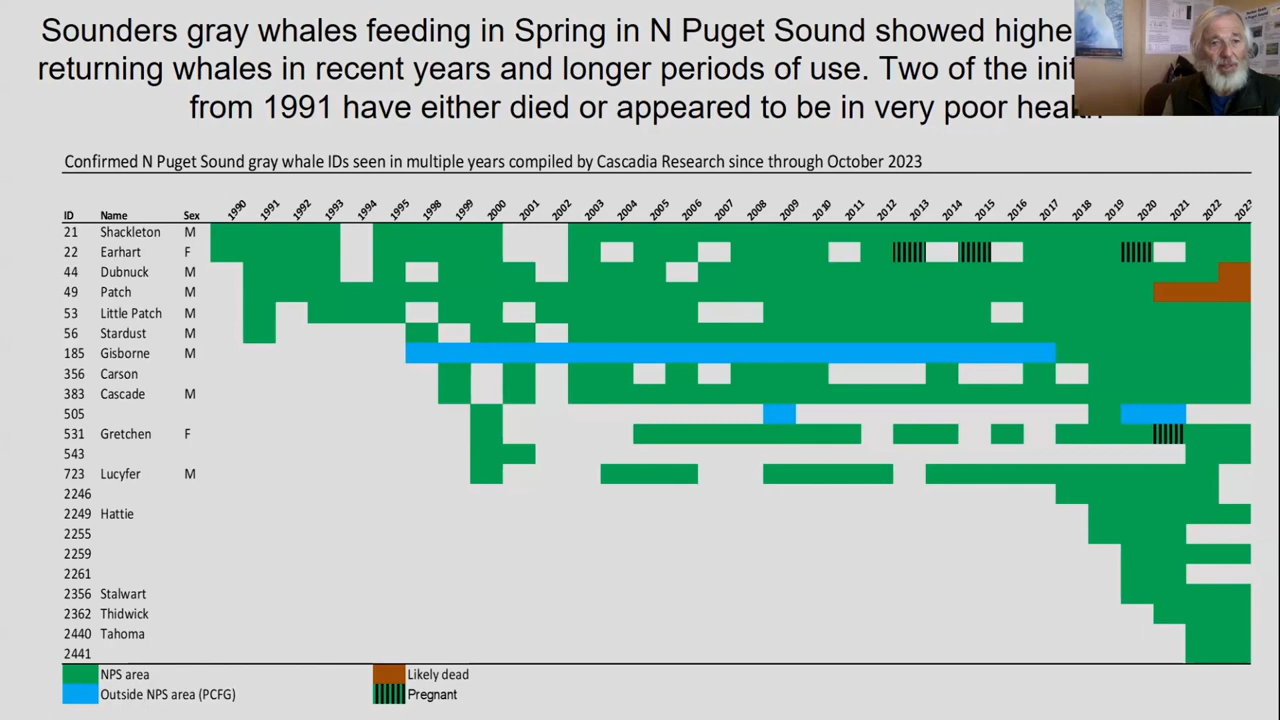 Sounders gray whales feeding in Spring in N Puget Sound showed highe
returning whales in recent years and longer periods of use. Two of the init
from 1991 have either died or appeared to be in very poor health
Confirmed N Puget Sound gray whale IDs seen in multiple years compiled by Cascadia Research since through October 2023
ID Name Sex 1990 1991 1992 1993 1994 1995 1998 1999 2000 2001 2002 2003 2004 2005 2006 2007 2008 2009 2010 2011 2012 2013 2014 2015 2016 2017 2018 2019 2020 2021 2022 2023
21 Shackleton M
22 Earhart F
44 Dubnuck M
49 Patch M
53 Little Patch M
56 Stardust M
185 Gisborne M
356 Carson
383 Cascade M
505
531 Gretchen F
543
723 Lucyfer M
2246
2249 Hattie
2255
2259
2261
2356 Stalwart
2362 Thidwick
2440 Tahoma
2441
NPS area Likely dead
Outside NPS area (PCFG) Pregnant